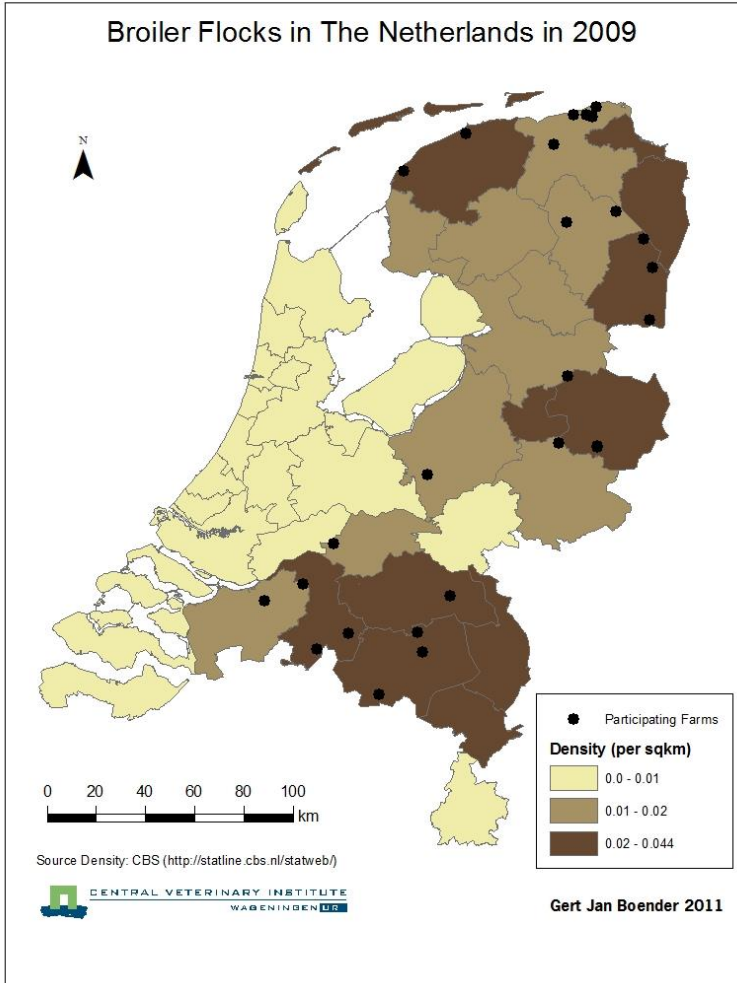 Broiler Flocks in The Netherlands in 2009
N
Participating Farms
Density (per sqkm)
0.0 - 0.01
0.01 - 0.02
0.02 - 0.044
0 20 40 60 80 100
km
Source Density: CBS (http://statline.cbs.nl/statweb/)
CENTRAL VETERINARY INSTITUTE
WAGENINGEN UR
Gert Jan Boender 2011